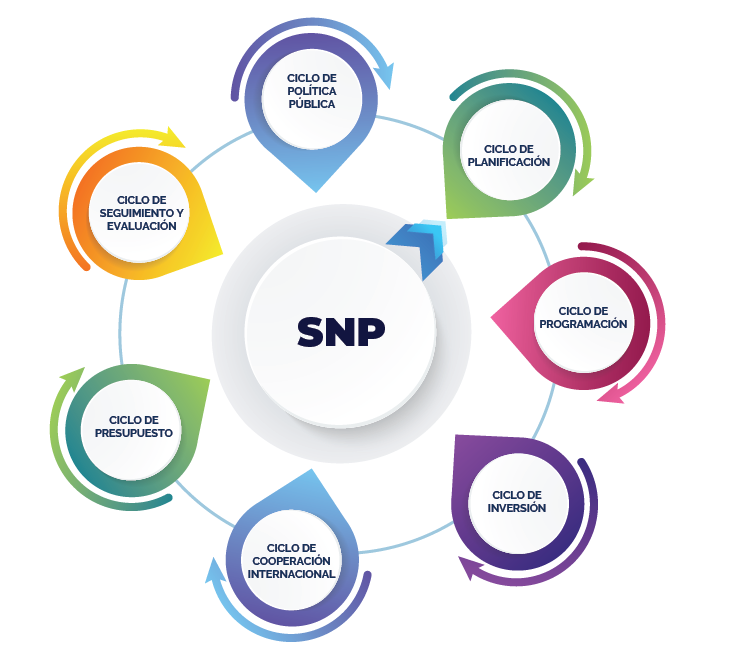 CICLO DE
POLÍTICA
PÚBLICA
CICLO DE
PLANIFICACIÓN
CICLO DE
PROGRAMACIÓN
CICLO DE
INVERSIÓN
CICLO DE
COOPERACIÓN
INTERNACIONAL
CICLO DE
PRESUPUESTO
CICLO DE
SEGUIMIENTO Y
EVALUACIÓN
SNP